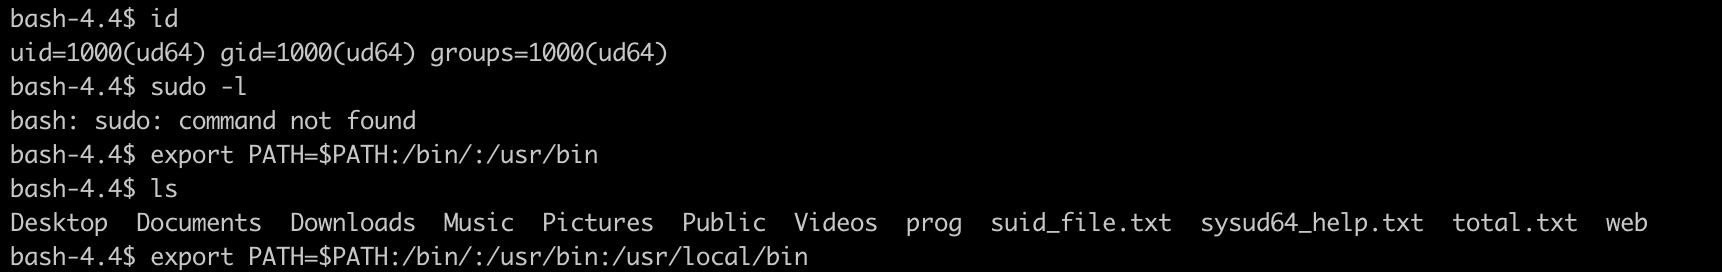 bash-4.4$ id
uid=1000(ud64) gid=1000(ud64) groups=1000(ud64)
bash-4.4$ sudo -l
bash: sudo: command not found
bash-4.4$ export PATH=$PATH:/bin/:/usr/bin
bash-4.4$ ls
Desktop  Documents  Downloads  Music  Pictures  Public  Videos  prog  suid_file.txt  sysud64_help.txt  total.txt  web
bash-4.4$ export PATH=$PATH:/bin/:/usr/bin:/usr/local/bin